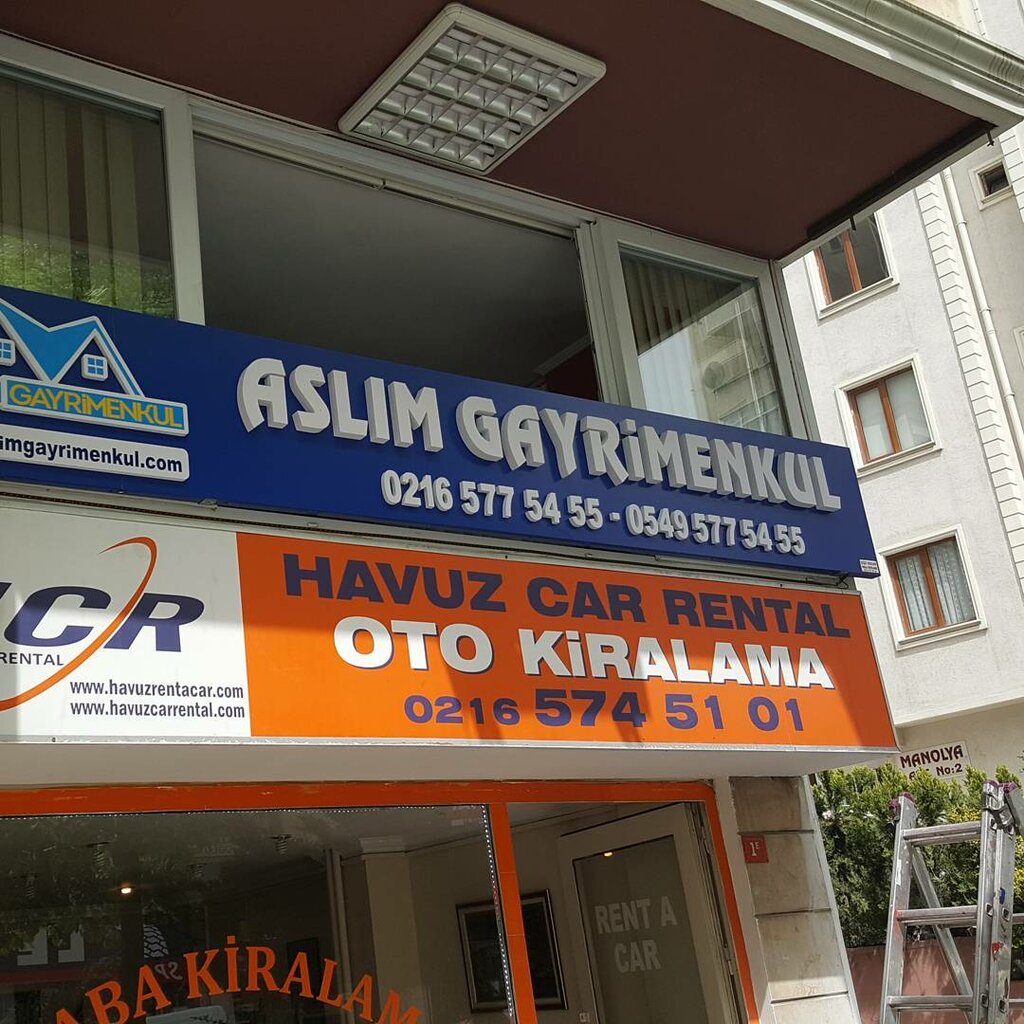 GAYRİMENKUL
imgayrimenkul.com
ASLIM GAYRİMENKUL
0216 577 54 55 - 0549 577 54 55
CR
RENTAL
www.havuzrentacar.com
www.havuzcarrental.com
HAVUZ CAR RENTAL
OTO KİRALAMA
0216 574 51 01
MANOLYA
No:2
1E
RENT A
CAR
ABA KİRALAM